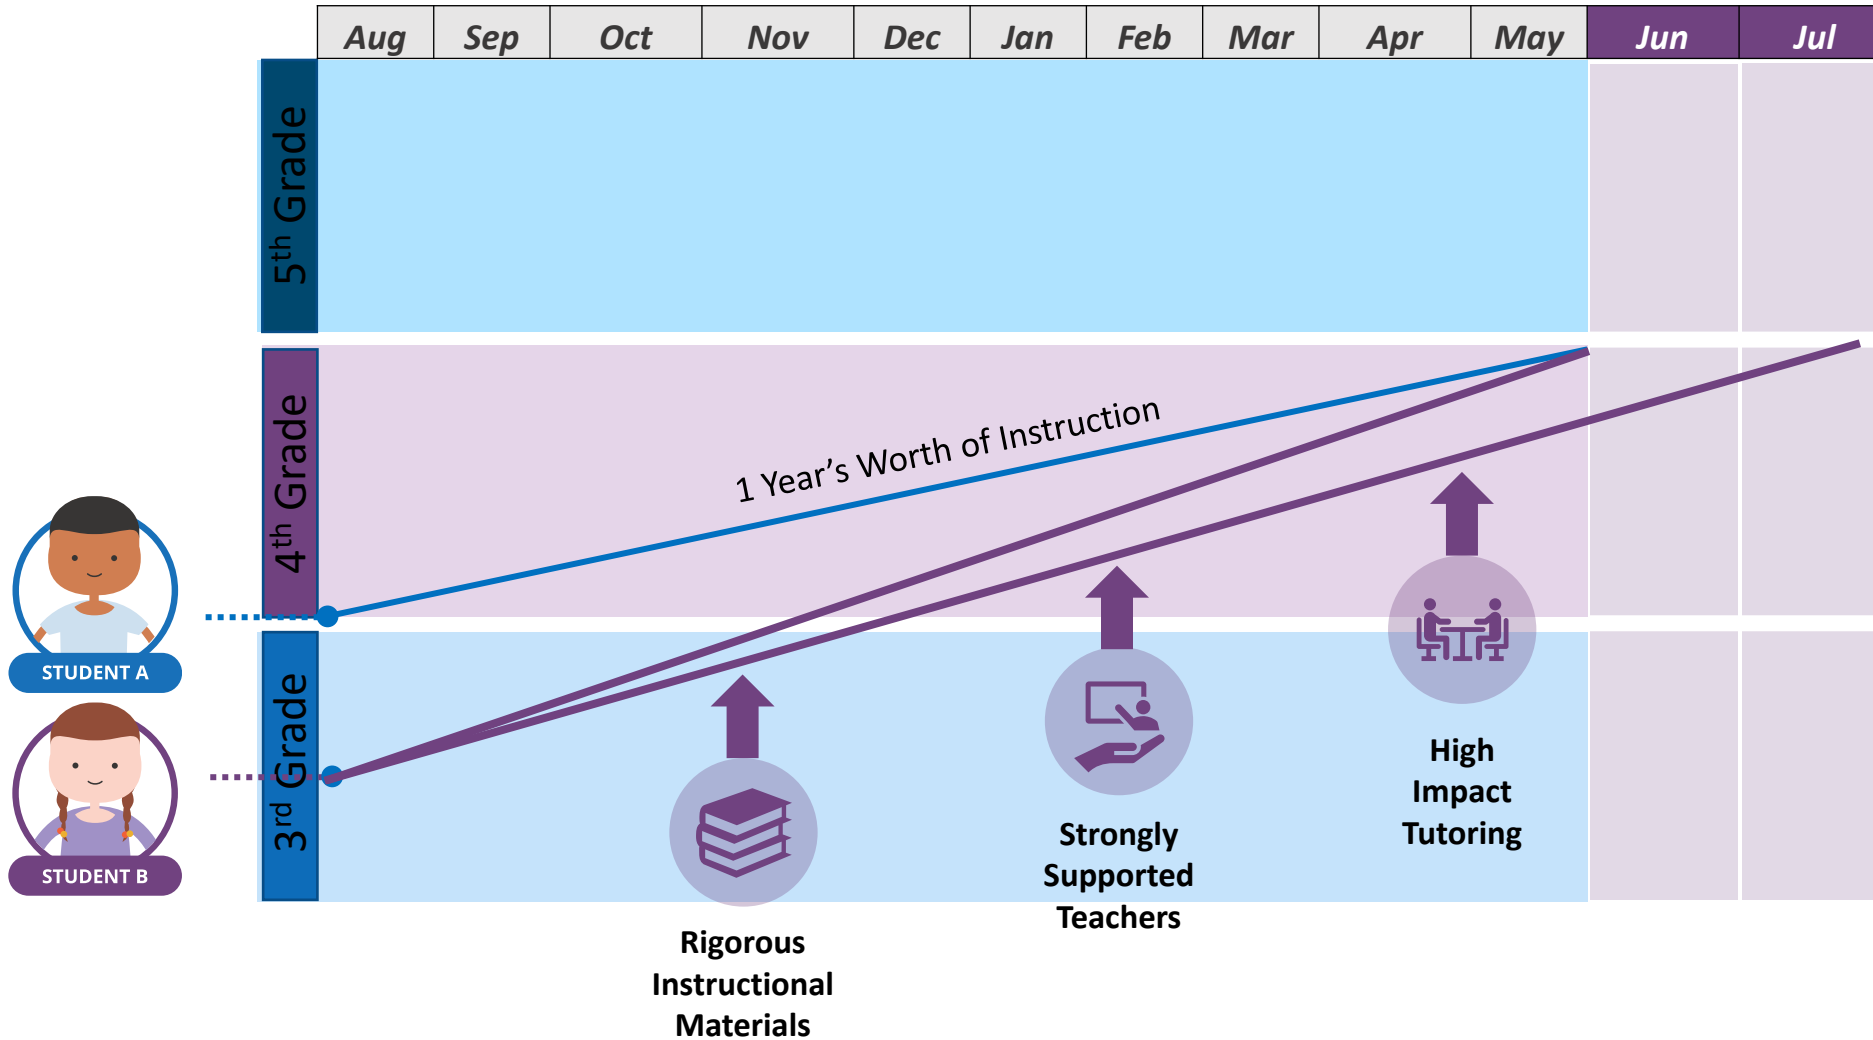 Aug Sep Oct Nov Dec Jan Feb Mar Apr May Jun Jul
5th Grade
4th Grade
3rd Grade
1 Year's Worth of Instruction
STUDENT A
STUDENT B
Rigorous
Instructional
Materials
Strongly
Supported
Teachers
High
Impact
Tutoring